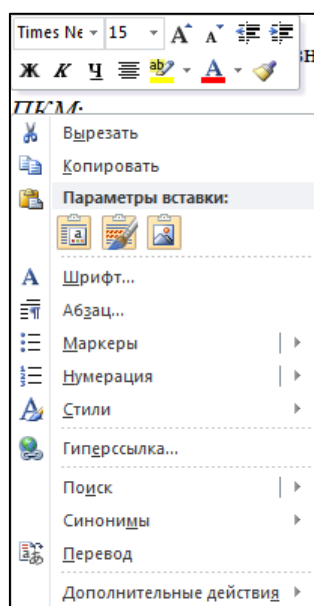 Times Ne 15 A A
Ж К Ч А
ПКМ:
Вырезать
Копировать
Параметры вставки:
Шрифт...
Абзац...
Маркеры
Нумерация
Стили
Гиперссылка...
Поиск
Синонимы
Перевод
Дополнительные действия